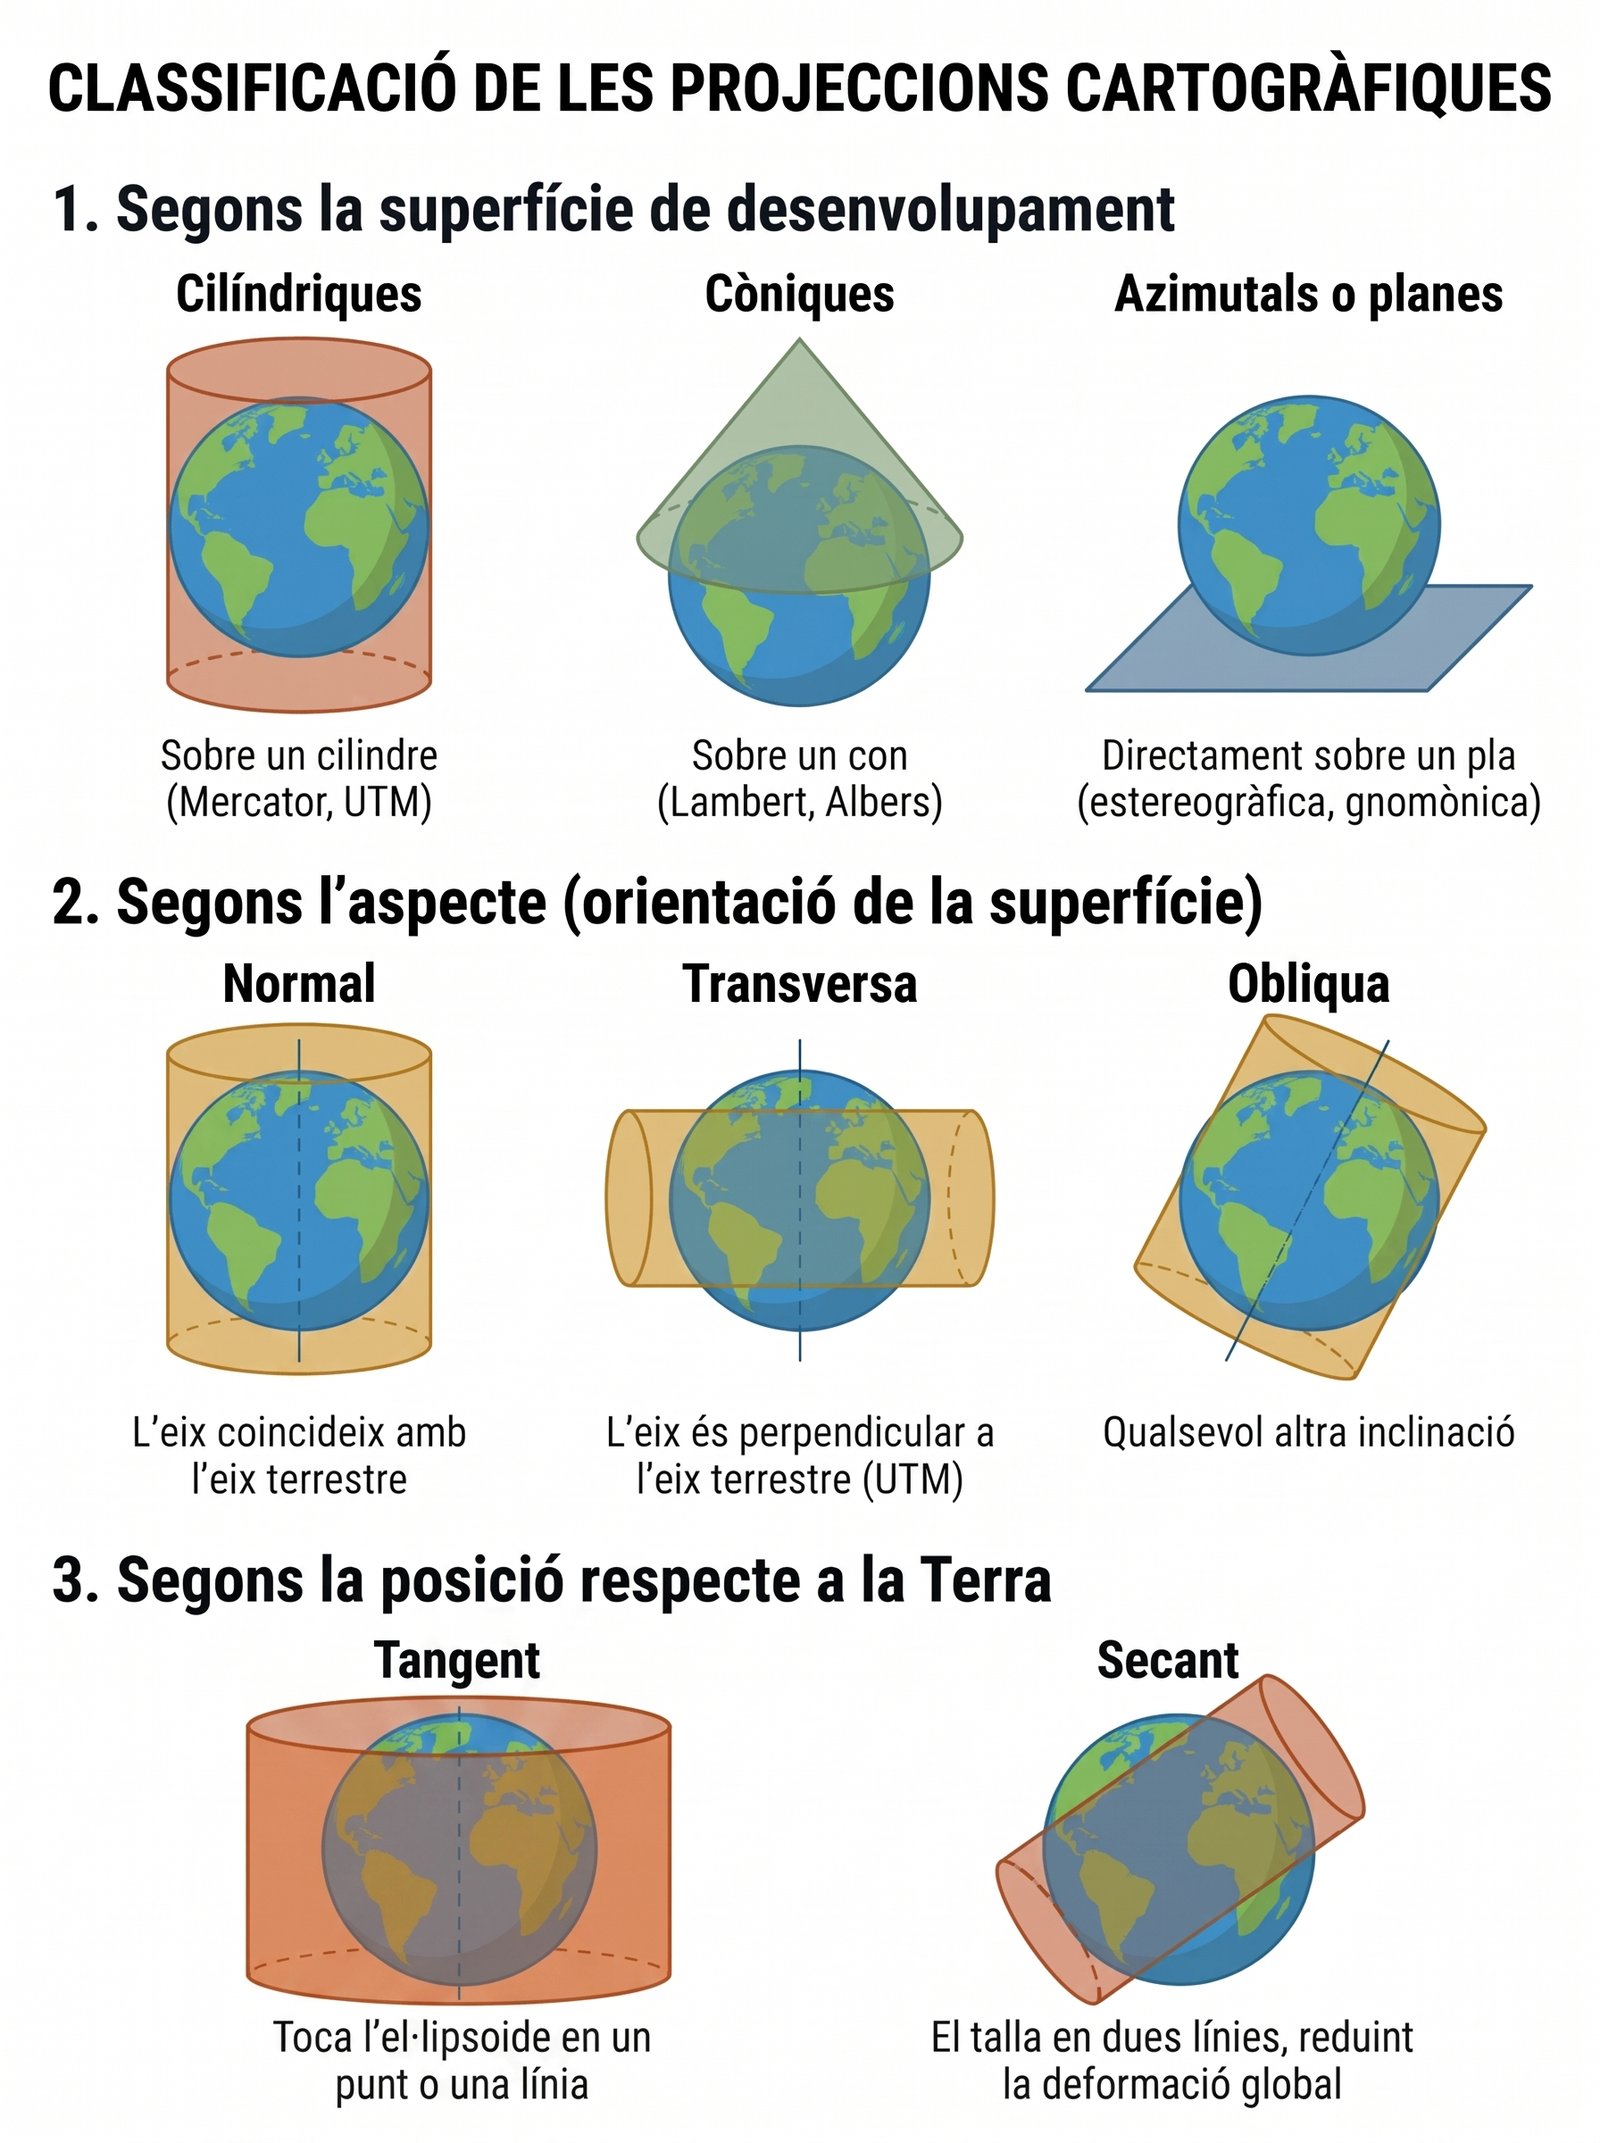 CLASSIFICACIÓ DE LES PROJECCIONS CARTOGRÀFIQUES
1. Segons la superfície de desenvolupament
Cilíndriques
Còniques
Azimutals o planes
Sobre un cilindre
(Mercator, UTM)
Sobre un con
(Lambert, Albers)
Directament sobre un pla
(estereogràfica, gnomònica)
2. Segons l’aspecte (orientació de la superfície)
Normal
Transversa
Obliqua
L’eix coincideix amb
l’eix terrestre
L’eix és perpendicular a
l’eix terrestre (UTM)
Qualsevol altra inclinació
3. Segons la posició respecte a la Terra
Tangent
Secant
Toca l’el·lipsoide en un
punt o una línia
El talla en dues línies, reduint
la deformació global